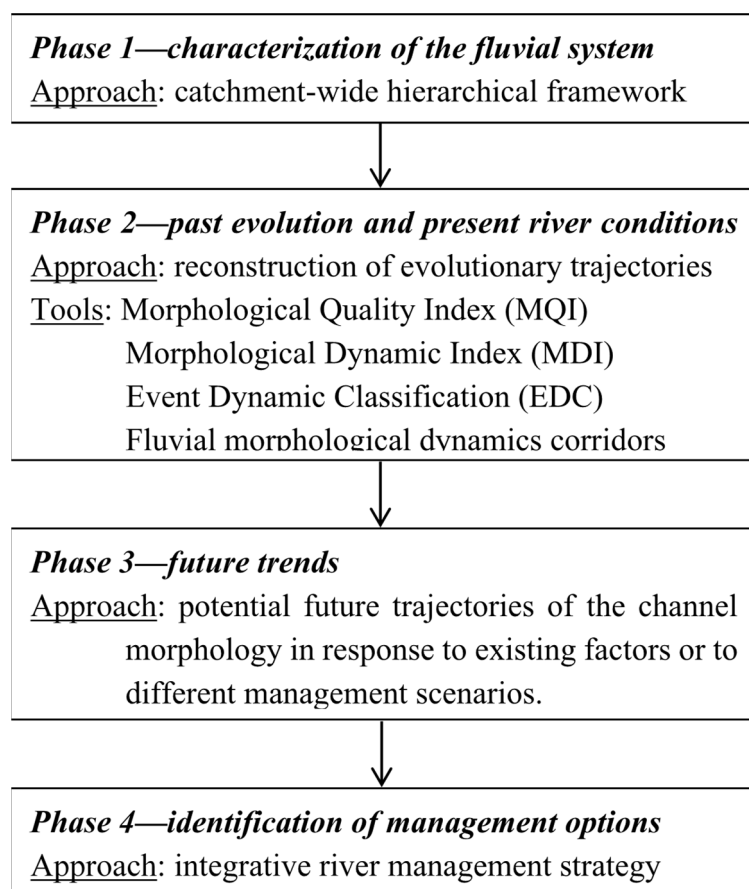 Phase 1—characterization of the fluvial system
Approach: catchment-wide hierarchical framework
Phase 2—past evolution and present river conditions
Approach: reconstruction of evolutionary trajectories
Tools: Morphological Quality Index (MQI)
Morphological Dynamic Index (MDI)
Event Dynamic Classification (EDC)
Fluvial morphological dynamics corridors
Phase 3—future trends
Approach: potential future trajectories of the channel
morphology in response to existing factors or to
different management scenarios.
Phase 4—identification of management options
Approach: integrative river management strategy